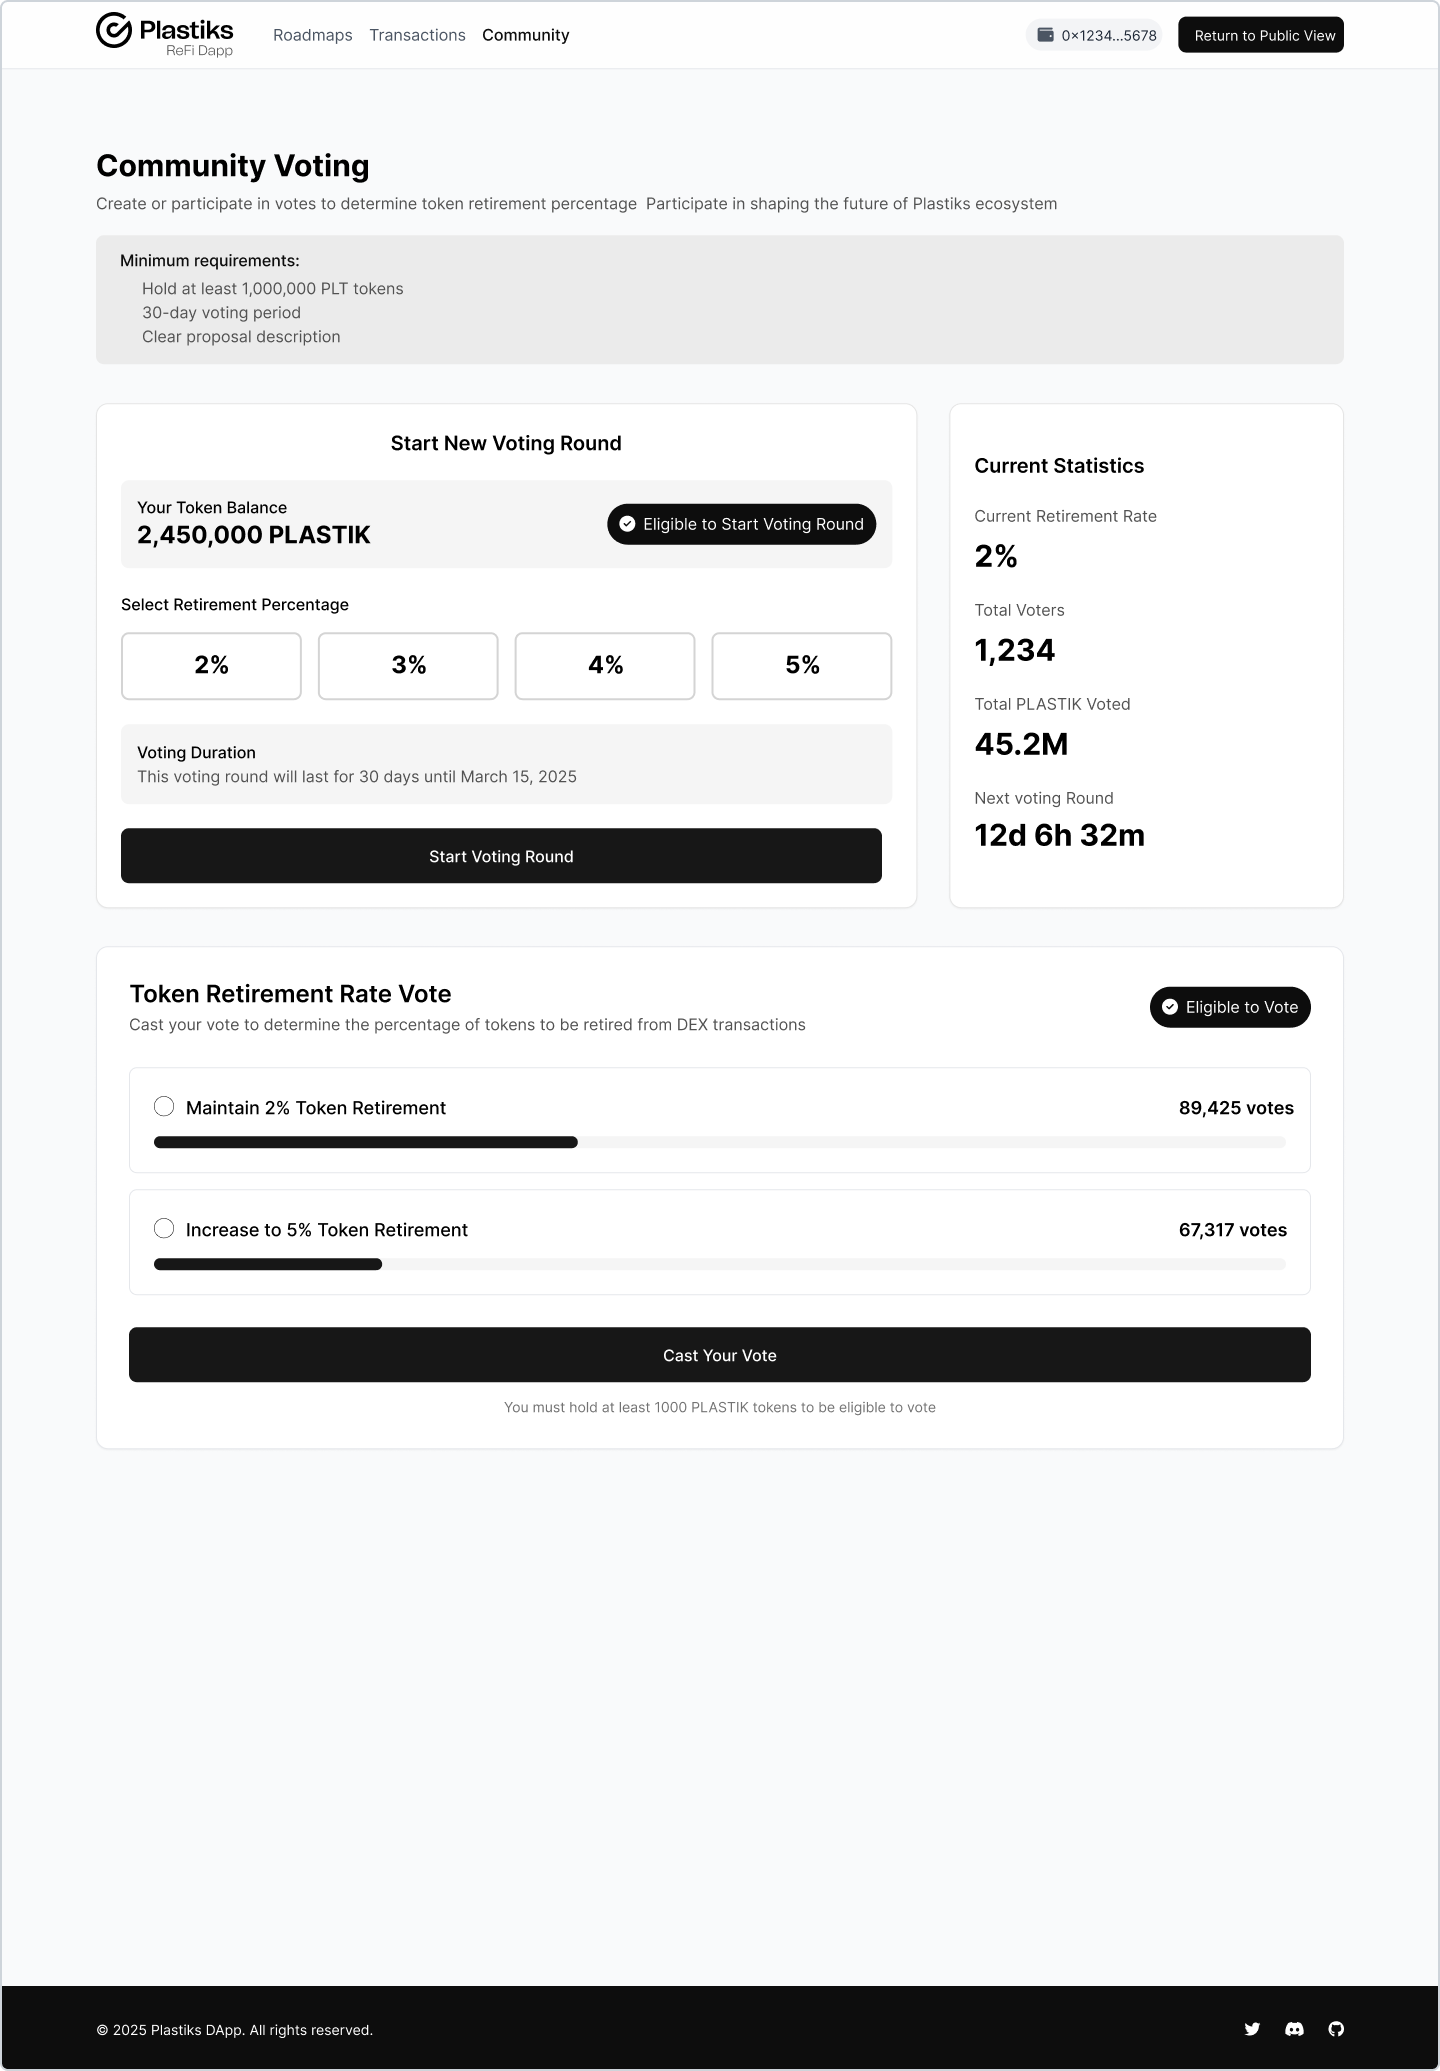 Plastiks
ReFi Dapp
Roadmaps Transactions Community
0x1234...5678
Return to Public View
Community Voting
Create or participate in votes to determine token retirement percentage  Participate in shaping the future of Plastiks ecosystem
Minimum requirements:
Hold at least 1,000,000 PLT tokens
30-day voting period
Clear proposal description
Start New Voting Round
Your Token Balance
2,450,000 PLASTIK
Eligible to Start Voting Round
Select Retirement Percentage
2% 3% 4% 5%
Voting Duration
This voting round will last for 30 days until March 15, 2025
Start Voting Round
Current Statistics
Current Retirement Rate
2%
Total Voters
1,234
Total PLASTIK Voted
45.2M
Next voting Round
12d 6h 32m
Token Retirement Rate Vote
Cast your vote to determine the percentage of tokens to be retired from DEX transactions
Eligible to Vote
Maintain 2% Token Retirement 89,425 votes
Increase to 5% Token Retirement 67,317 votes
Cast Your Vote
You must hold at least 1000 PLASTIK tokens to be eligible to vote
© 2025 Plastiks DApp. All rights reserved.